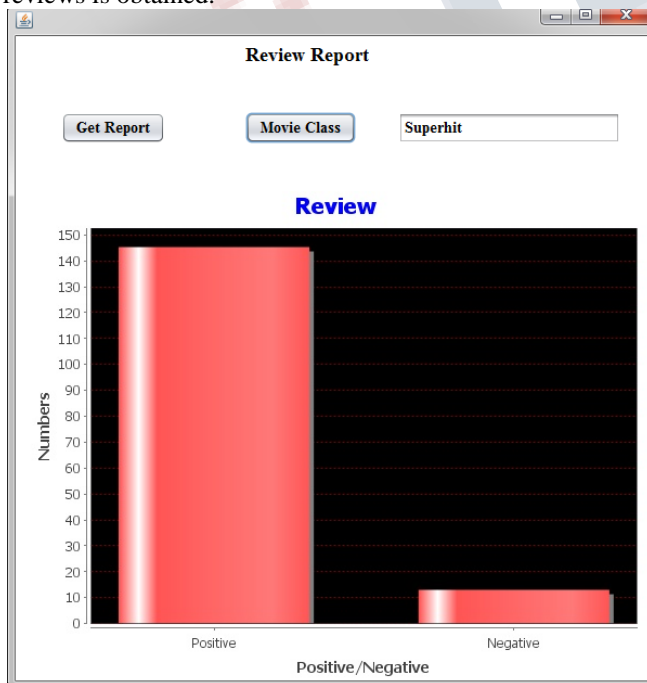 reviews is obtained.
Review Report
Get Report Movie Class Superhit
Review
150
140
130
120
110
100
90
80
70
60
50
40
30
20
10
0
Numbers
Positive Negative
Positive/Negative